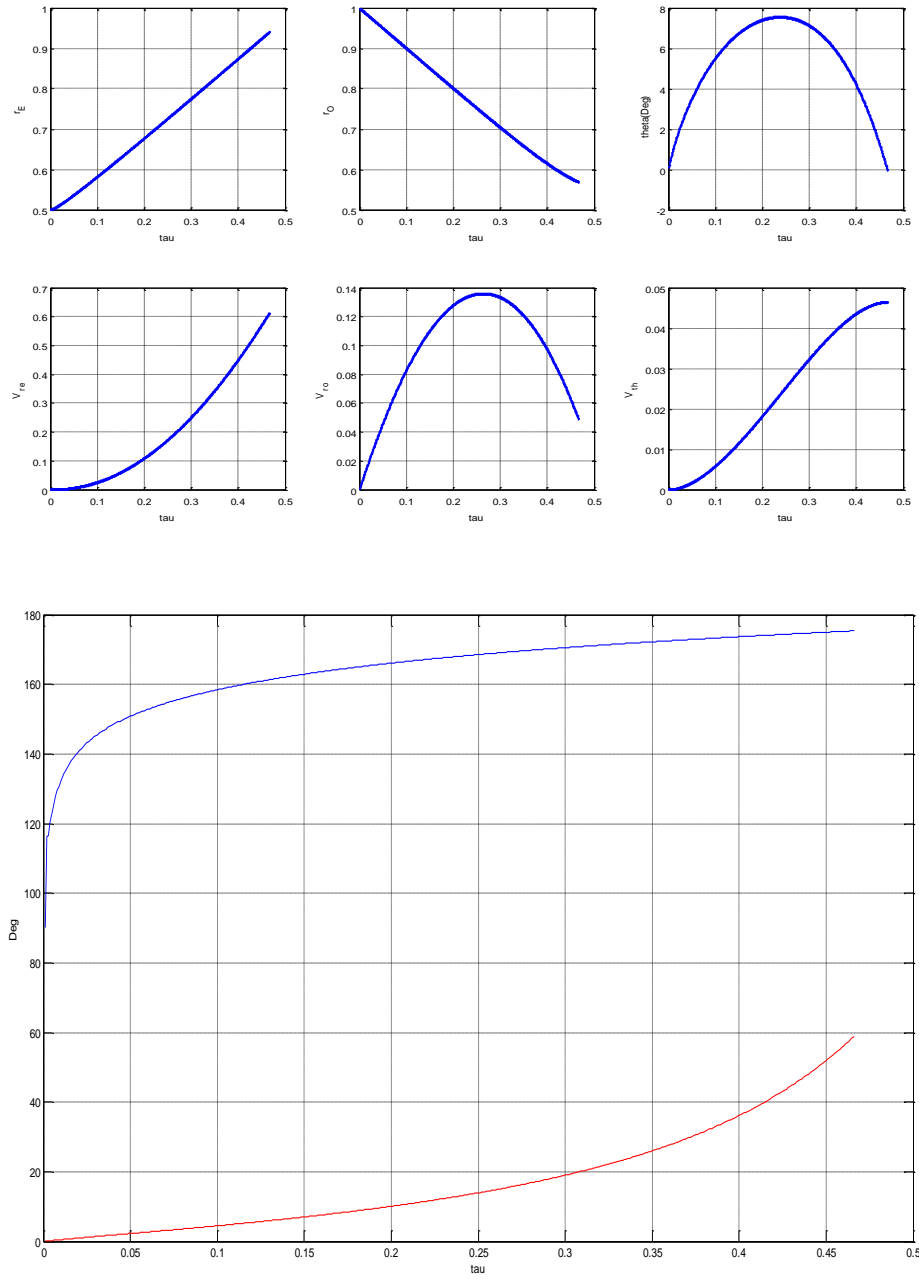 1
0.9
0.8
0.7
0.6
0.5
0 0.1 0.2 0.3 0.4 0.5
r_E
tau
1
0.9
0.8
0.7
0.6
0.5
0 0.1 0.2 0.3 0.4 0.5
r_O
tau
8
6
4
2
0
-2
0 0.1 0.2 0.3 0.4 0.5
theta(Deg)
tau
0.7
0.6
0.5
0.4
0.3
0.2
0.1
0
0 0.1 0.2 0.3 0.4 0.5
V_re
tau
0.14
0.12
0.10
0.08
0.06
0.04
0.02
0
0 0.1 0.2 0.3 0.4 0.5
V_ro
tau
0.05
0.04
0.03
0.02
0.01
0
0 0.1 0.2 0.3 0.4 0.5
V_th
tau
180
160
140
120
100
80
60
40
20
0
0 0.05 0.1 0.15 0.2 0.25 0.3 0.35 0.4 0.45 0.5
Deg
tau